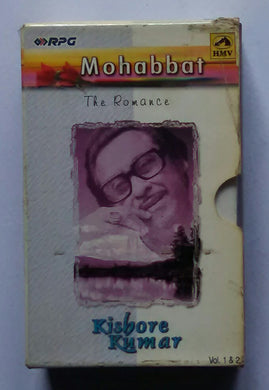 RPG
HMV
Mohabbat
The Romance
Kishore
Kumar
Vol. 1 & 2